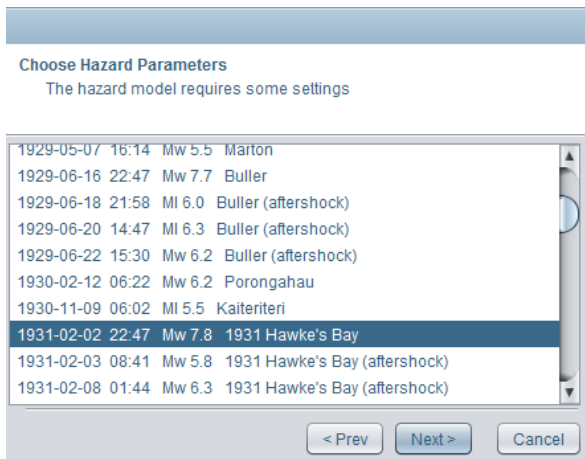 Choose Hazard Parameters
The hazard model requires some settings
1929-05-07 16:14 Mw 5.5 Marton
1929-06-16 22:47 Mw 7.7 Buller
1929-06-18 21:58 Ml 6.0 Buller (aftershock)
1929-06-20 14:47 Ml 6.3 Buller (aftershock)
1929-06-22 15:30 Mw 6.2 Buller (aftershock)
1930-02-12 06:22 Mw 6.2 Porongahau
1930-11-09 06:02 Ml 5.5 Kaiteriteri
1931-02-02 22:47 Mw 7.8 1931 Hawke's Bay
1931-02-03 08:41 Mw 5.8 1931 Hawke's Bay (aftershock)
1931-02-08 01:44 Mw 6.3 1931 Hawke's Bay (aftershock)
< Prev Next > Cancel